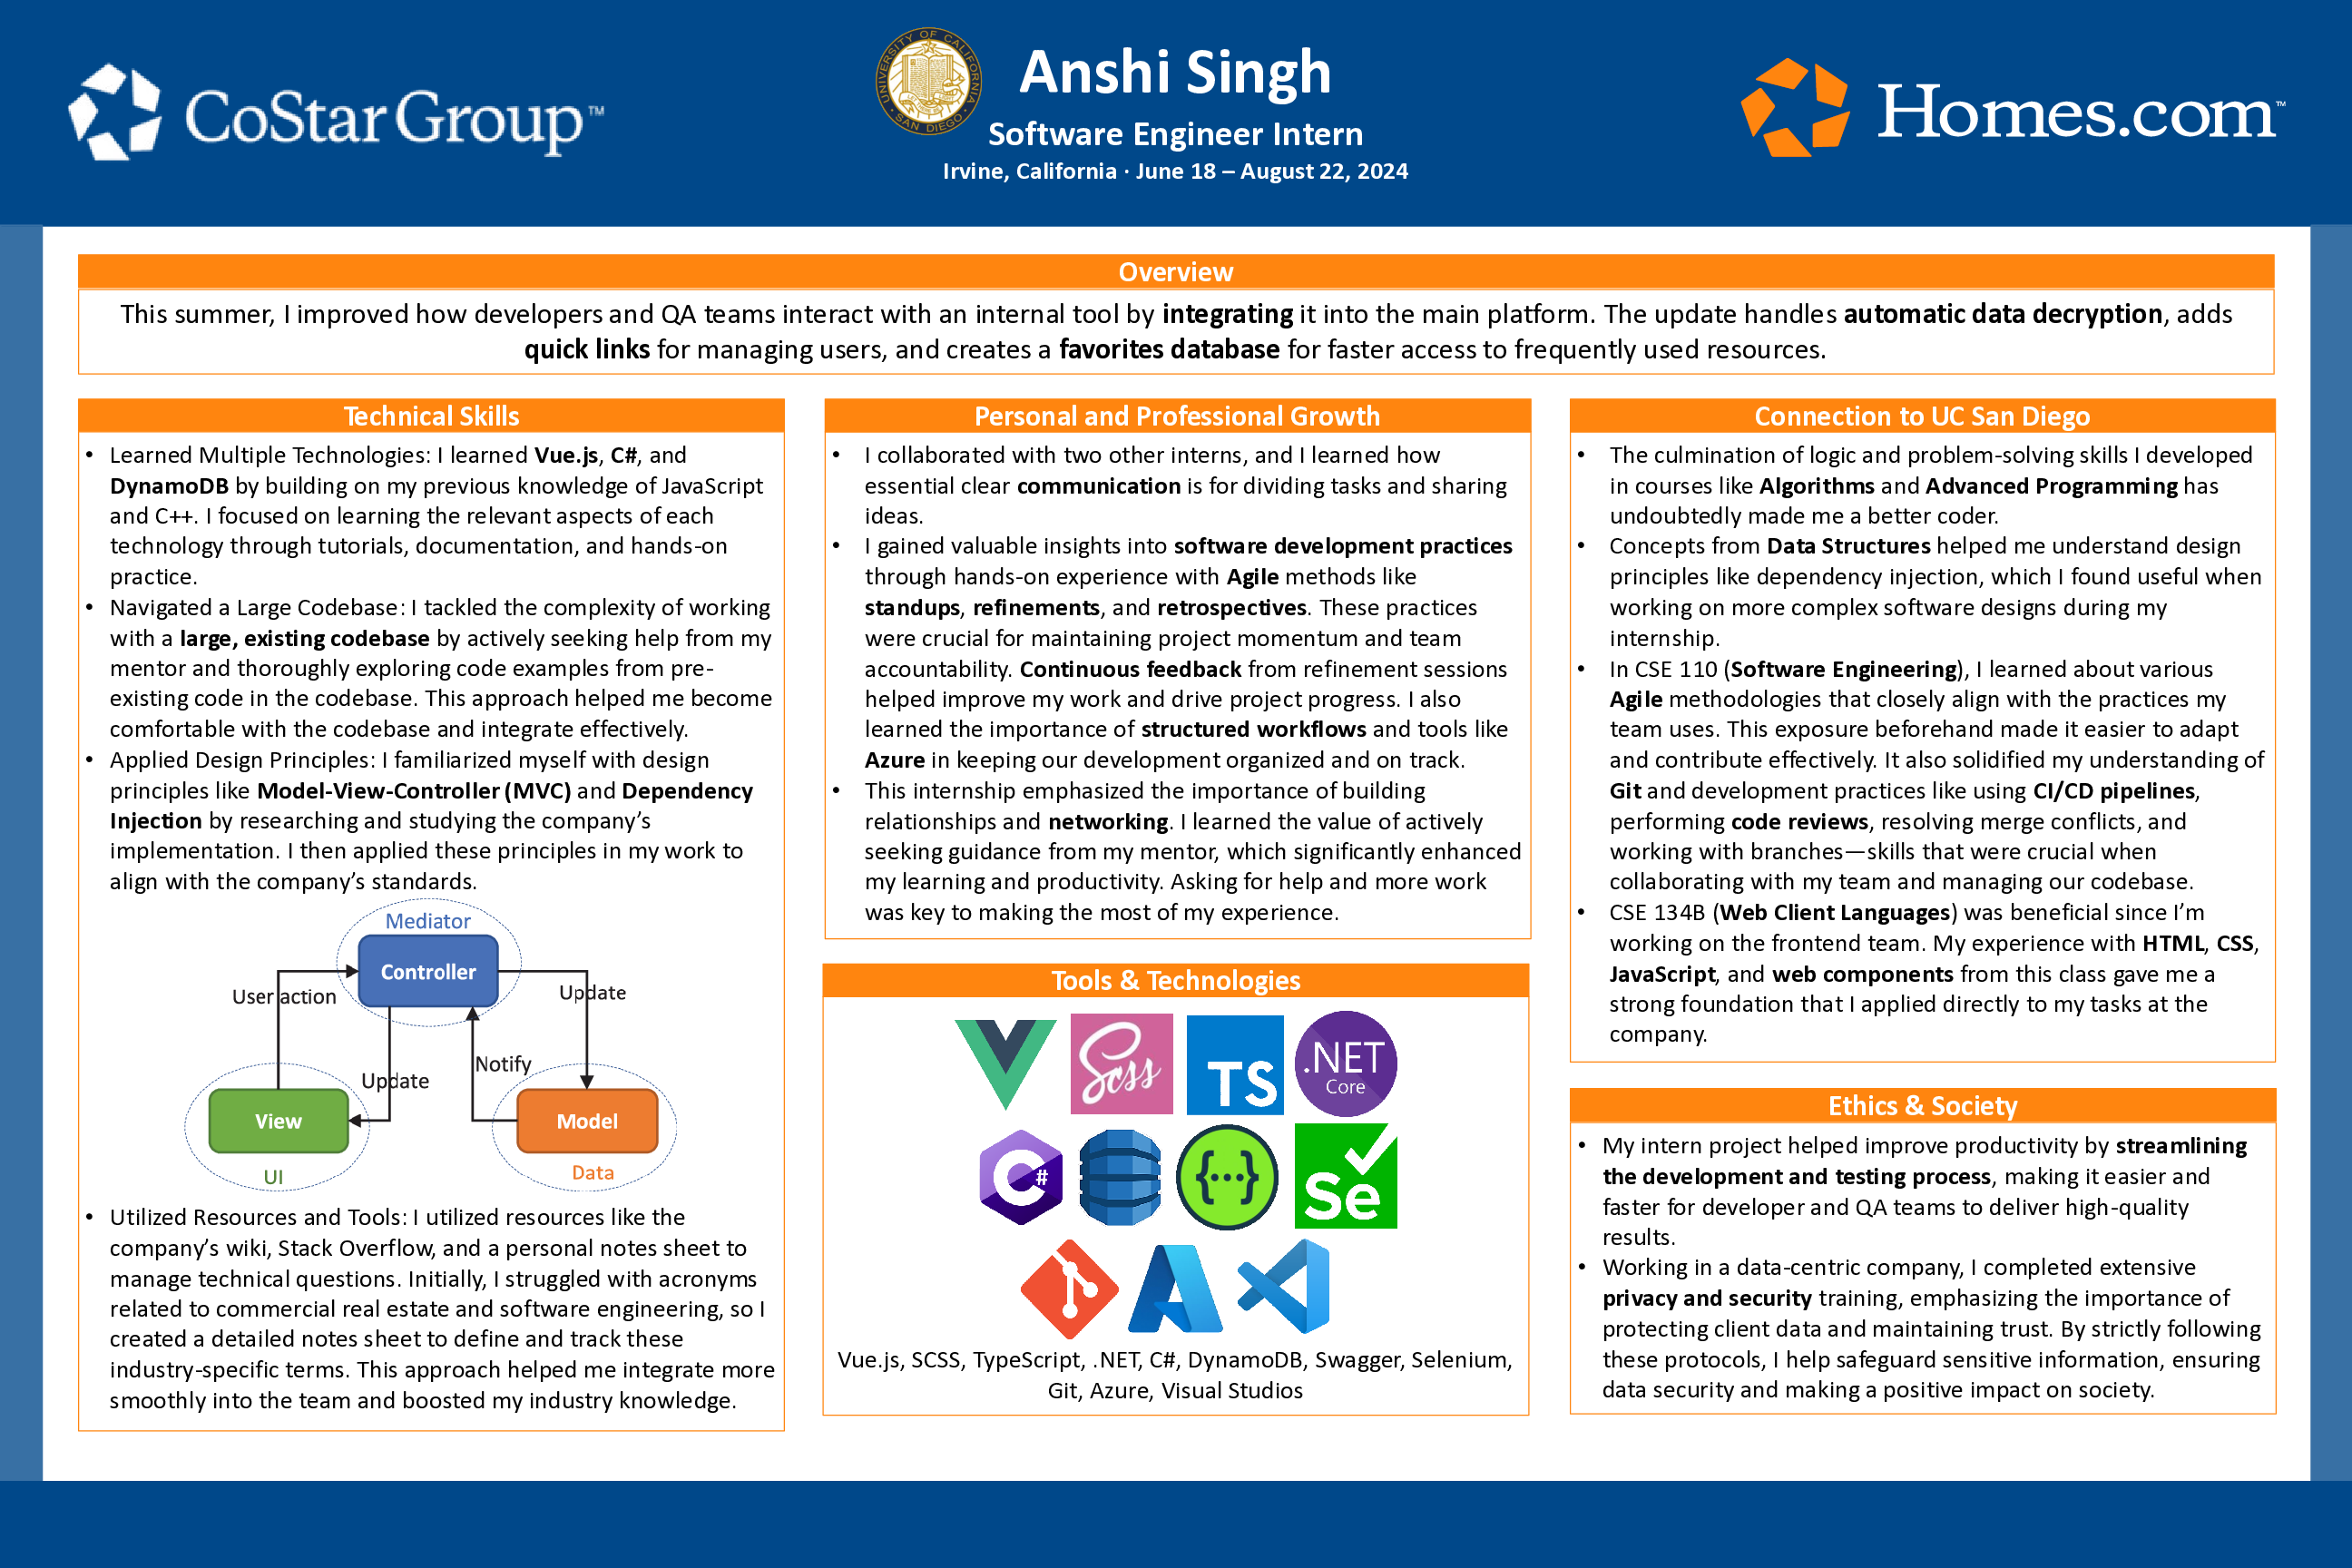 CoStar Group™
UNIVERSITY OF CALIFORNIA
SAN DIEGO
Anshi Singh
Software Engineer Intern
Irvine, California · June 18 – August 22, 2024
Homes.com™
Overview
This summer, I improved how developers and QA teams interact with an internal tool by integrating it into the main platform. The update handles automatic data decryption, adds
quick links for managing users, and creates a favorites database for faster access to frequently used resources.
Technical Skills
• Learned Multiple Technologies: I learned Vue.js, C#, and
DynamoDB by building on my previous knowledge of JavaScript
and C++. I focused on learning the relevant aspects of each
technology through tutorials, documentation, and hands-on
practice.
• Navigated a Large Codebase: I tackled the complexity of working
with a large, existing codebase by actively seeking help from my
mentor and thoroughly exploring code examples from pre-
existing code in the codebase. This approach helped me become
comfortable with the codebase and integrate effectively.
• Applied Design Principles: I familiarized myself with design
principles like Model-View-Controller (MVC) and Dependency
Injection by researching and studying the company's
implementation. I then applied these principles in my work to
align with the company's standards.
Mediator
Controller
User action
Update
Notify
Update
View
Model
UI
Data
• Utilized Resources and Tools: I utilized resources like the
company's wiki, Stack Overflow, and a personal notes sheet to
manage technical questions. Initially, I struggled with acronyms
related to commercial real estate and software engineering, so I
created a detailed notes sheet to define and track these
industry-specific terms. This approach helped me integrate more
smoothly into the team and boosted my industry knowledge.
Personal and Professional Growth
• I collaborated with two other interns, and I learned how
essential clear communication is for dividing tasks and sharing
ideas.
• I gained valuable insights into software development practices
through hands-on experience with Agile methods like
standups, refinements, and retrospectives. These practices
were crucial for maintaining project momentum and team
accountability. Continuous feedback from refinement sessions
helped improve my work and drive project progress. I also
learned the importance of structured workflows and tools like
Azure in keeping our development organized and on track.
• This internship emphasized the importance of building
relationships and networking. I learned the value of actively
seeking guidance from my mentor, which significantly enhanced
my learning and productivity. Asking for help and more work
was key to making the most of my experience.
Tools & Technologies
Scss
TS
.NET
Core
C#
{···}
Se
Vue.js, SCSS, TypeScript, .NET, C#, DynamoDB, Swagger, Selenium,
Git, Azure, Visual Studios
Connection to UC San Diego
• The culmination of logic and problem-solving skills I developed
in courses like Algorithms and Advanced Programming has
undoubtedly made me a better coder.
• Concepts from Data Structures helped me understand design
principles like dependency injection, which I found useful when
working on more complex software designs during my
internship.
• In CSE 110 (Software Engineering), I learned about various
Agile methodologies that closely align with the practices my
team uses. This exposure beforehand made it easier to adapt
and contribute effectively. It also solidified my understanding of
Git and development practices like using CI/CD pipelines,
performing code reviews, resolving merge conflicts, and
working with branches—skills that were crucial when
collaborating with my team and managing our codebase.
• CSE 134B (Web Client Languages) was beneficial since I'm
working on the frontend team. My experience with HTML, CSS,
JavaScript, and web components from this class gave me a
strong foundation that I applied directly to my tasks at the
company.
Ethics & Society
• My intern project helped improve productivity by streamlining
the development and testing process, making it easier and
faster for developer and QA teams to deliver high-quality
results.
• Working in a data-centric company, I completed extensive
privacy and security training, emphasizing the importance of
protecting client data and maintaining trust. By strictly following
these protocols, I help safeguard sensitive information, ensuring
data security and making a positive impact on society.